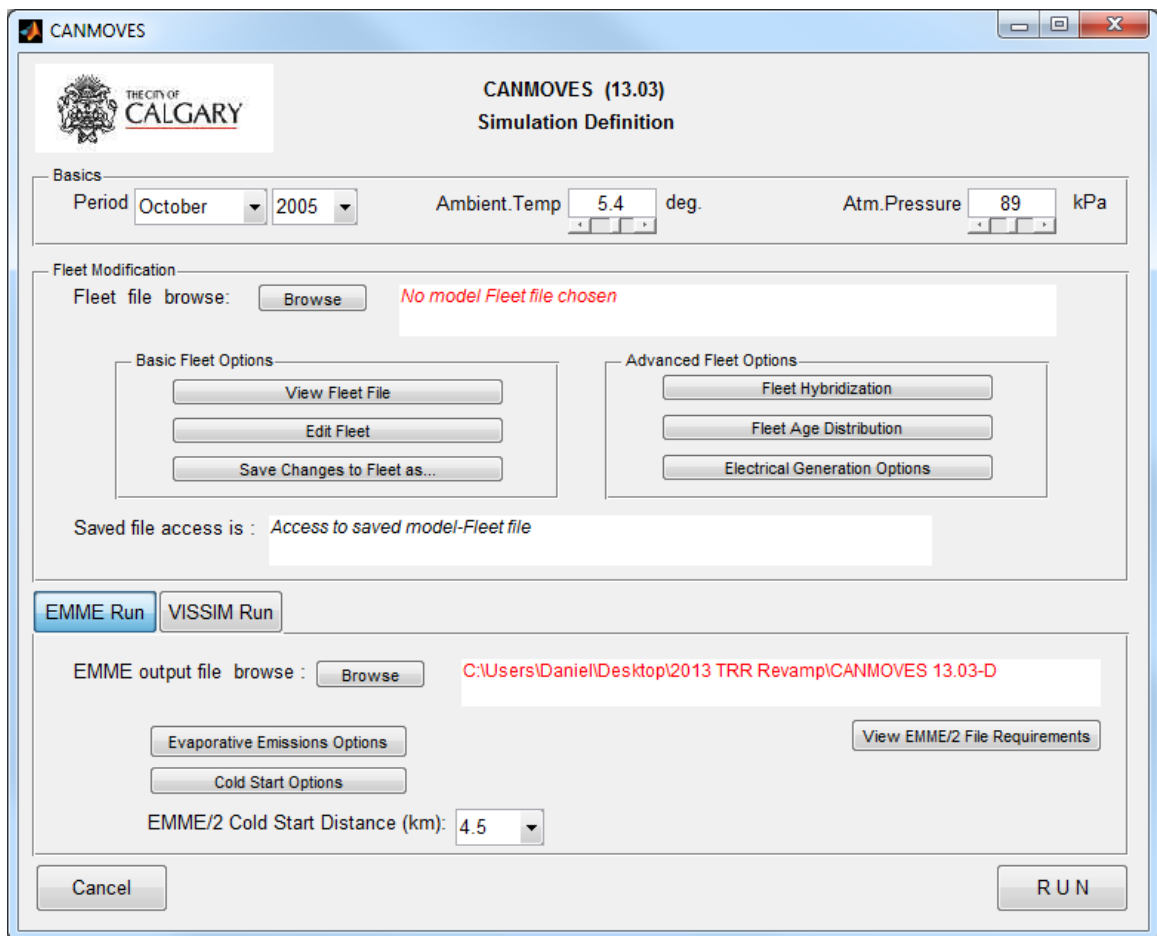 CANMOVES
THE CITY OF
CALGARY
CANMOVES (13.03)
Simulation Definition
Basics
Period October 2005 Ambient.Temp 5.4 deg. Atm.Pressure 89 kPa
Fleet Modification
Fleet file browse: Browse No model Fleet file chosen
Basic Fleet Options
View Fleet File
Edit Fleet
Save Changes to Fleet as...
Advanced Fleet Options
Fleet Hybridization
Fleet Age Distribution
Electrical Generation Options
Saved file access is : Access to saved model-Fleet file
EMME Run VISSIM Run
EMME output file browse : Browse C:\Users\Daniel\Desktop\2013 TRR Revamp\CANMOVES 13.03-D
Evaporative Emissions Options
View EMME/2 File Requirements
Cold Start Options
EMME/2 Cold Start Distance (km): 4.5
Cancel
R U N